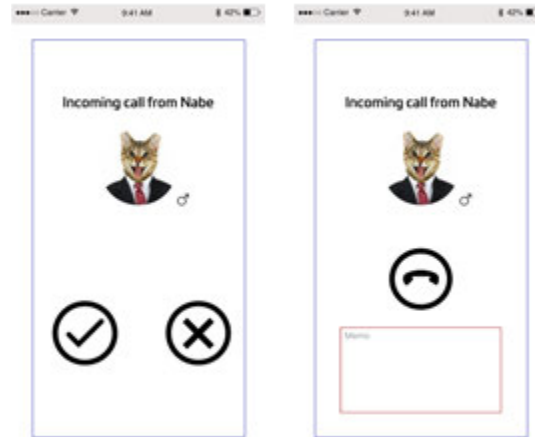 Carrier 9:41 AM 42%
Incoming call from Nabe
Carrier 9:41 AM 42%
Incoming call from Nabe
Memo